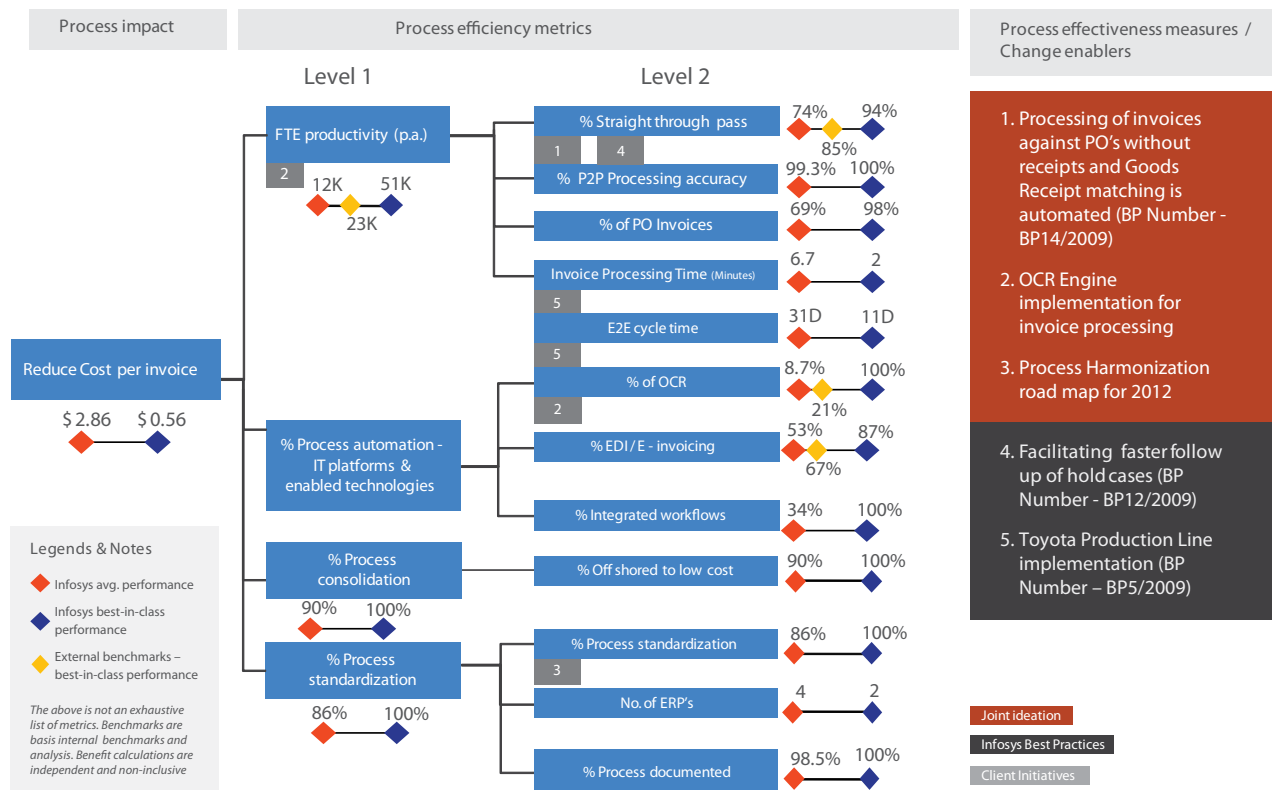 Process impact
Process efficiency metrics
Process effectiveness measures /
Change enablers
Level 1
Level 2
Reduce Cost per invoice
$ 2.86
$ 0.56
FTE productivity (p.a.)
2
12K
51K
23K
% Process automation -
IT platforms &
enabled technologies
% Process
consolidation
90%
100%
% Process
standardization
86%
100%
% Straight through pass
1
4
74%
94%
85%
% P2P Processing accuracy
99.3%
100%
% of PO Invoices
69%
98%
Invoice Processing Time (Minutes)
5
6.7
2
E2E cycle time
5
31D
11D
% of OCR
2
8.7%
100%
21%
% EDI / E - invoicing
53%
87%
67%
% Integrated workflows
34%
100%
% Off shored to low cost
90%
100%
% Process standardization
3
86%
100%
No. of ERP's
4
2
% Process documented
98.5%
100%
1. Processing of invoices
against PO's without
receipts and Goods
Receipt matching is
automated (BP Number -
BP14/2009)
2. OCR Engine
implementation for
invoice processing
3. Process Harmonization
road map for 2012
4. Facilitating faster follow
up of hold cases (BP
Number - BP12/2009)
5. Toyota Production Line
implementation (BP
Number – BP5/2009)
Legends & Notes
Infosys avg. performance
Infosys best-in-class
performance
External benchmarks –
best-in-class performance
The above is not an exhaustive
list of metrics. Benchmarks are
basis internal benchmarks and
analysis. Benefit calculations are
independent and non-inclusive
Joint ideation
Infosys Best Practices
Client Initiatives